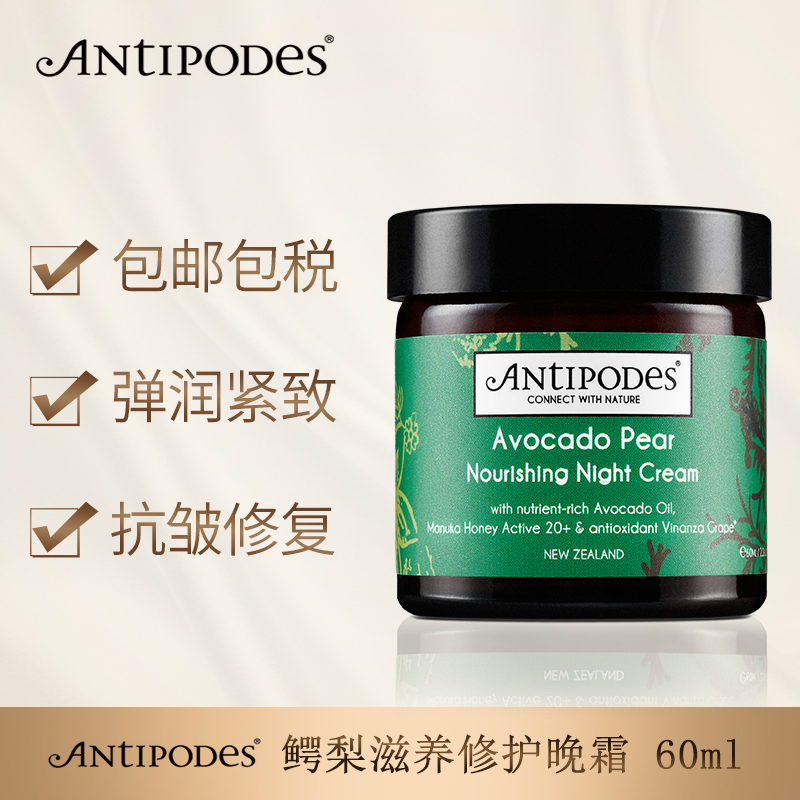 ANTIPODES®
包邮包税
弹润紧致
抗皱修复
ANTIPODES®
CONNECT WITH NATURE
Avocado Pear
Nourishing Night Cream
with nutrient-rich Avocado Oil,
Manuka Honey Active 20+ & antioxidant Vinanza Grape®
NEW ZEALAND
℮60ml
ANTIPODES® 鳄梨滋养修护晚霜 60ml